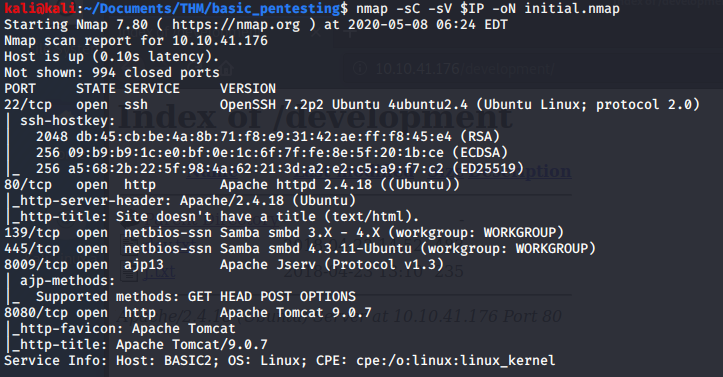 kali@kali:~/Documents/THM/basic_pentesting$ nmap -sC -sV $IP -oN initial.nmap
Starting Nmap 7.80 ( https://nmap.org ) at 2020-05-08 06:24 EDT
Nmap scan report for 10.10.41.176
Host is up (0.10s latency).
Not shown: 994 closed ports
PORT     STATE SERVICE     VERSION
22/tcp   open  ssh         OpenSSH 7.2p2 Ubuntu 4ubuntu2.4 (Ubuntu Linux; protocol 2.0)
| ssh-hostkey:
|   2048 db:45:cb:be:4a:8b:71:f8:e9:31:42:ae:ff:f8:45:e4 (RSA)
|   256 09:b9:b9:1c:e0:bf:0e:1c:6f:7f:fe:8e:5f:20:1b:ce (ECDSA)
|_  256 a5:68:2b:22:5f:98:4a:62:21:3d:a2:e2:c5:a9:f7:c2 (ED25519)
80/tcp   open  http        Apache httpd 2.4.18 ((Ubuntu))
|_http-server-header: Apache/2.4.18 (Ubuntu)
|_http-title: Site doesn't have a title (text/html).
139/tcp  open  netbios-ssn Samba smbd 3.X - 4.X (workgroup: WORKGROUP)
445/tcp  open  netbios-ssn Samba smbd 4.3.11-Ubuntu (workgroup: WORKGROUP)
8009/tcp open  ajp13       Apache Jserv (Protocol v1.3)
| ajp-methods:
|_  Supported methods: GET HEAD POST OPTIONS
8080/tcp open  http        Apache Tomcat 9.0.7
|_http-favicon: Apache Tomcat
|_http-title: Apache Tomcat/9.0.7
Service Info: Host: BASIC2; OS: Linux; CPE: cpe:/o:linux:linux_kernel
Index of /development